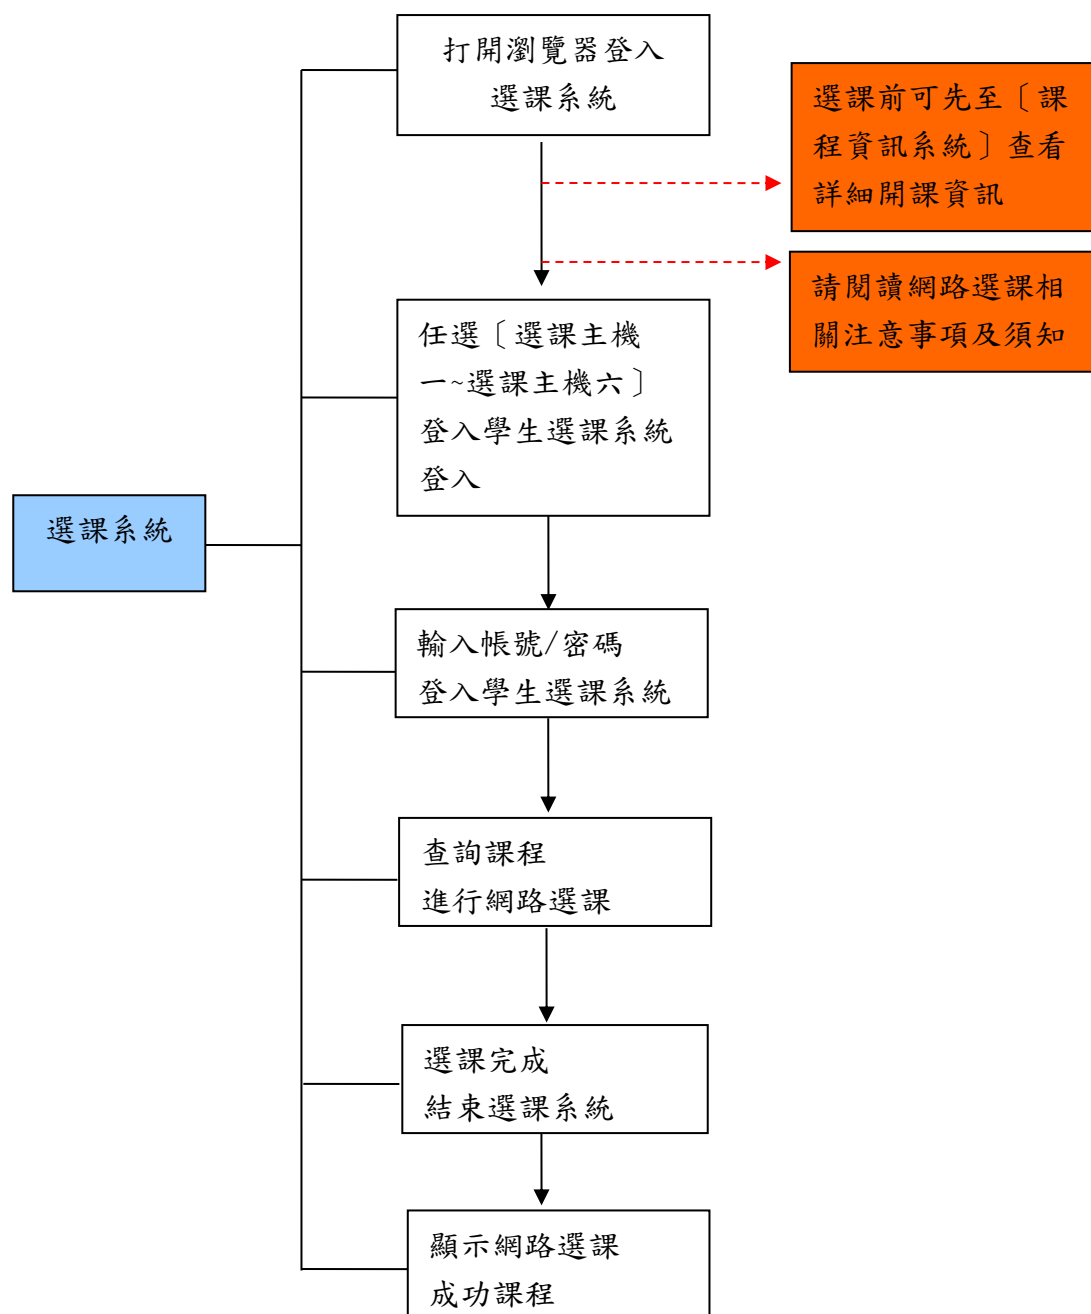 打開瀏覽器登入
選課系統
選課前可先至〔課
程資訊系統〕查看
詳細開課資訊
請閱讀網路選課相
關注意事項及須知
任選〔選課主機
一~選課主機六〕
登入學生選課系統
登入
選課系統
輸入帳號/密碼
登入學生選課系統
查詢課程
進行網路選課
選課完成
結束選課系統
顯示網路選課
成功課程